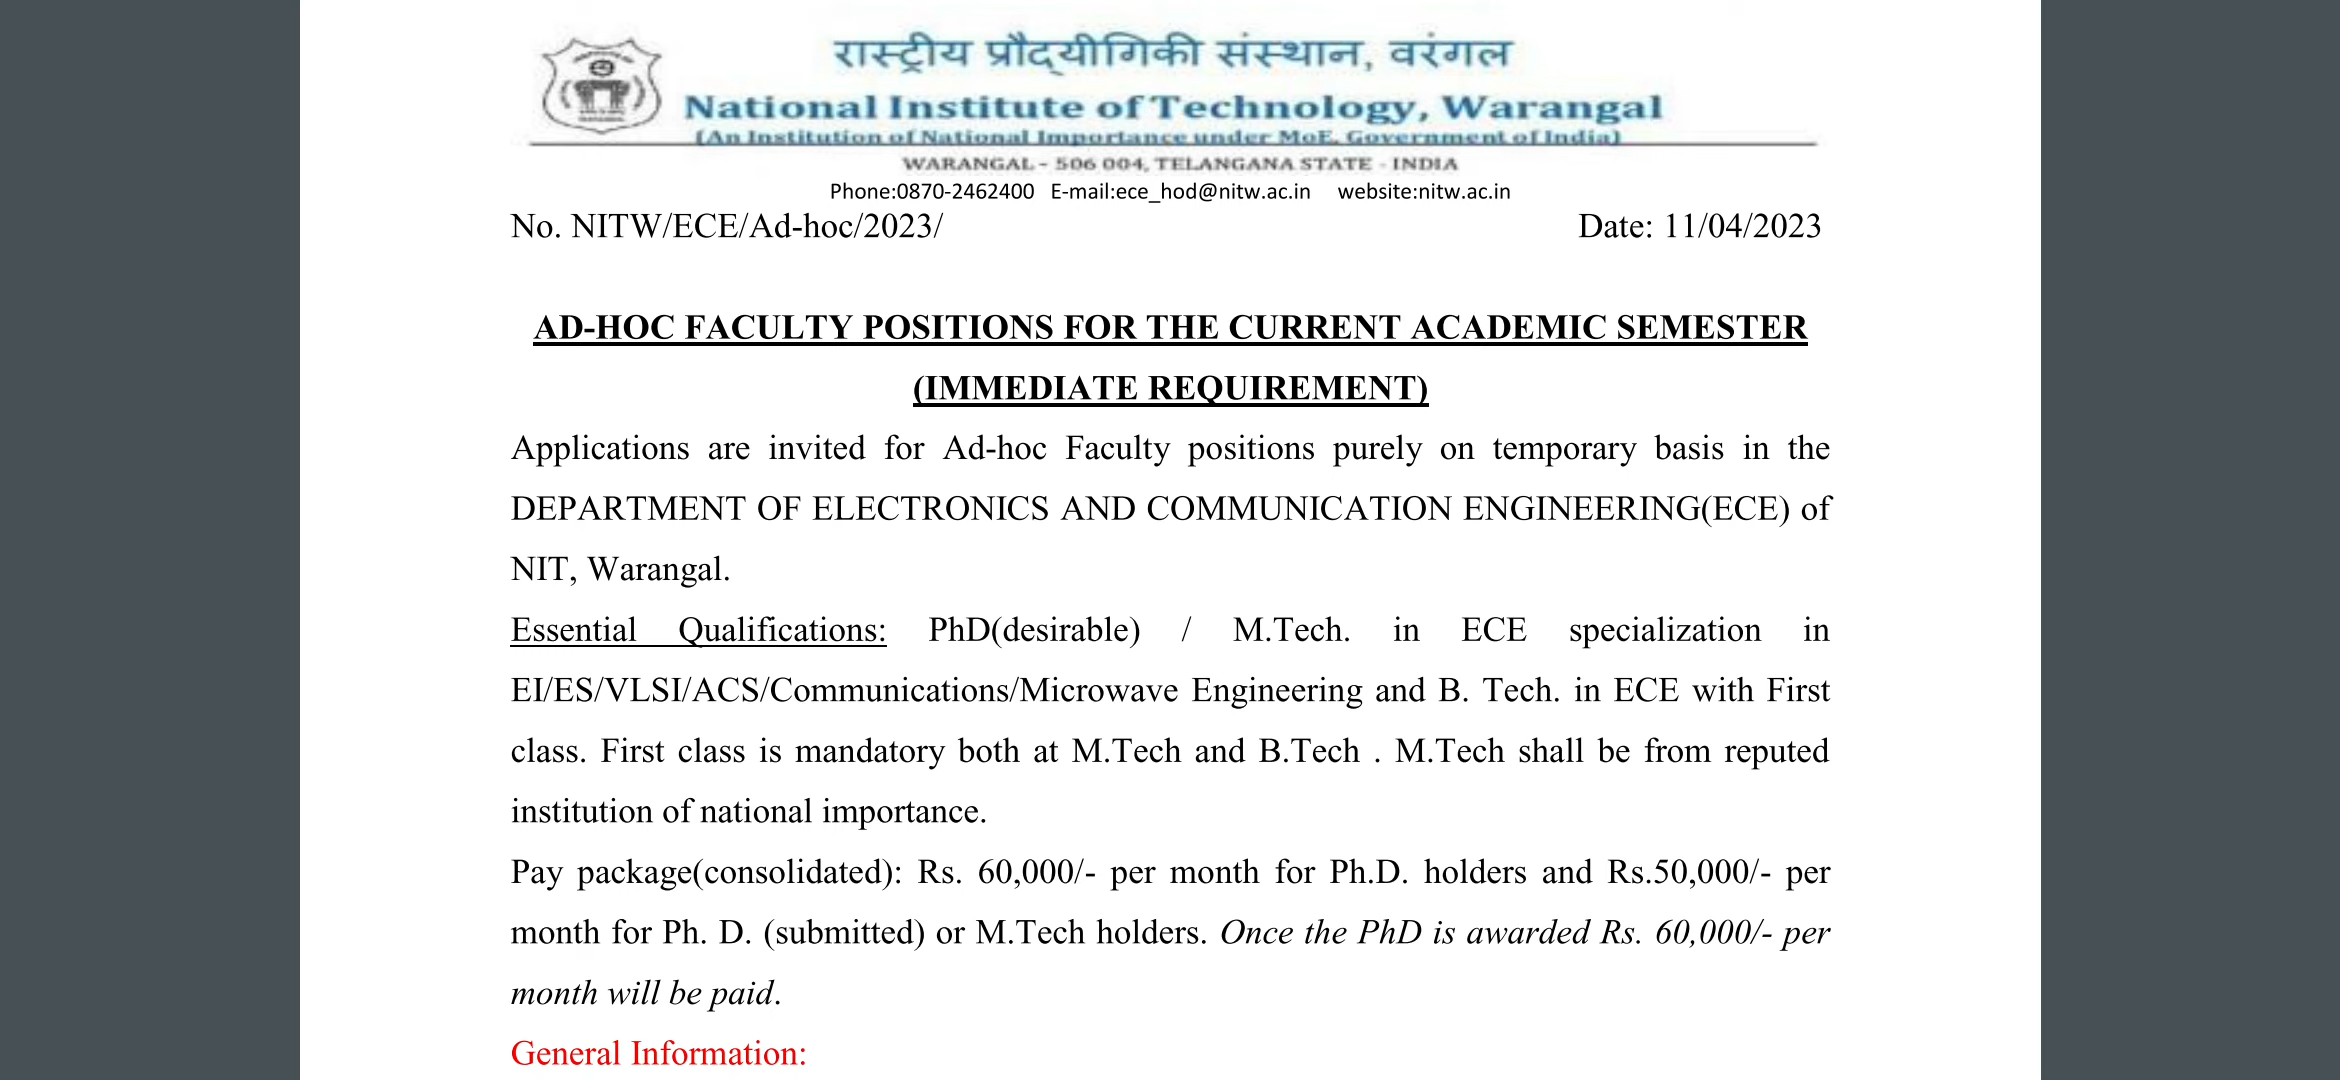 रास्ट्रीय प्रौद्यीगिकी संस्थान, वरंगल
National Institute of Technology, Warangal
(An Institution of National Importance under MoE, Government of India)
WARANGAL – 506 004, TELANGANA STATE - INDIA
Phone:0870-2462400 E-mail:ece_hod@nitw.ac.in website:nitw.ac.in
No. NITW/ECE/Ad-hoc/2023/ Date: 11/04/2023
AD-HOC FACULTY POSITIONS FOR THE CURRENT ACADEMIC SEMESTER
(IMMEDIATE REQUIREMENT)
Applications are invited for Ad-hoc Faculty positions purely on temporary basis in the
DEPARTMENT OF ELECTRONICS AND COMMUNICATION ENGINEERING(ECE) of
NIT, Warangal.
Essential Qualifications: PhD(desirable) / M.Tech. in ECE specialization in
EI/ES/VLSI/ACS/Communications/Microwave Engineering and B. Tech. in ECE with First
class. First class is mandatory both at M.Tech and B.Tech . M.Tech shall be from reputed
institution of national importance.
Pay package(consolidated): Rs. 60,000/- per month for Ph.D. holders and Rs.50,000/- per
month for Ph. D. (submitted) or M.Tech holders. Once the PhD is awarded Rs. 60,000/- per
month will be paid.
General Information: